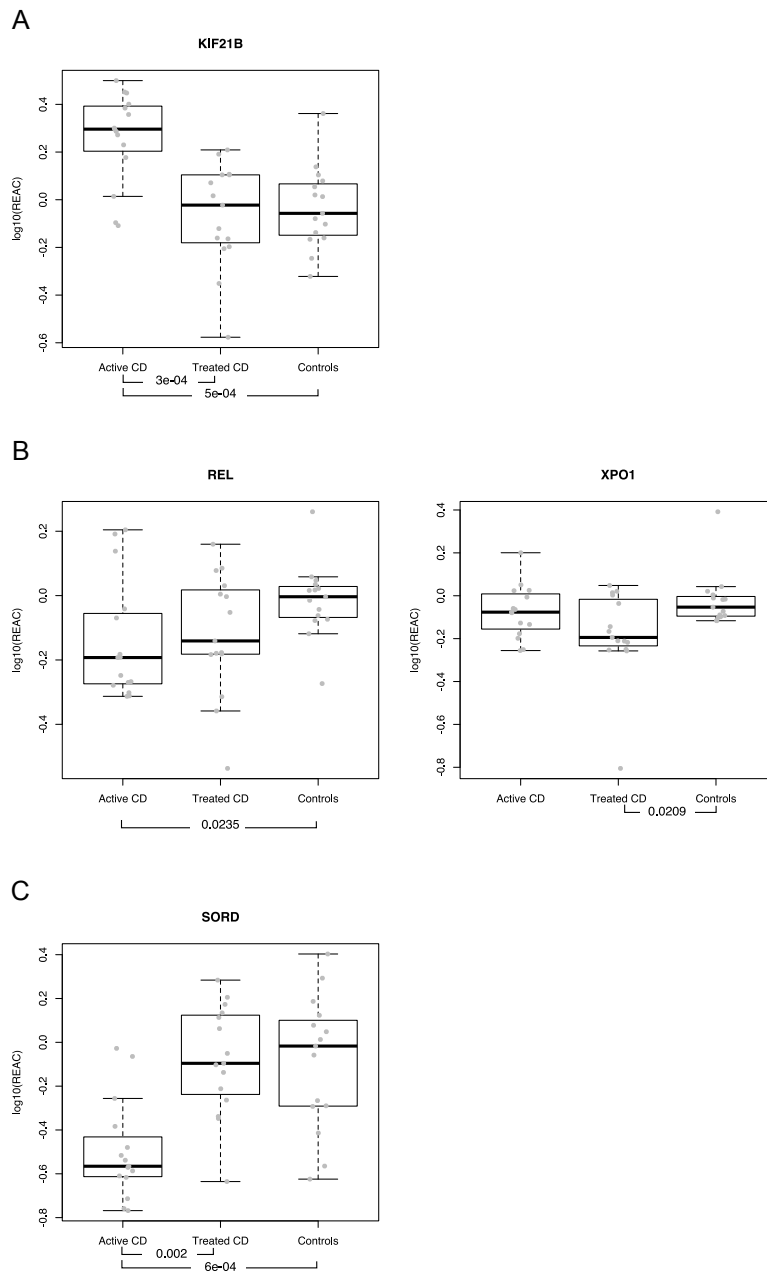 A
KIF21B
0.4
0.2
0.0
-0.2
-0.4
-0.6
log10(REAC)
Active CD Treated CD Controls
3e-04
5e-04
B
REL
0.2
0.0
-0.2
-0.4
log10(REAC)
Active CD Treated CD Controls
0.0235
XPO1
0.4
0.2
0.0
-0.2
-0.4
-0.6
-0.8
log10(REAC)
Active CD Treated CD Controls
0.0209
C
SORD
0.4
0.2
0.0
-0.2
-0.4
-0.6
-0.8
log10(REAC)
Active CD Treated CD Controls
0.002
6e-04